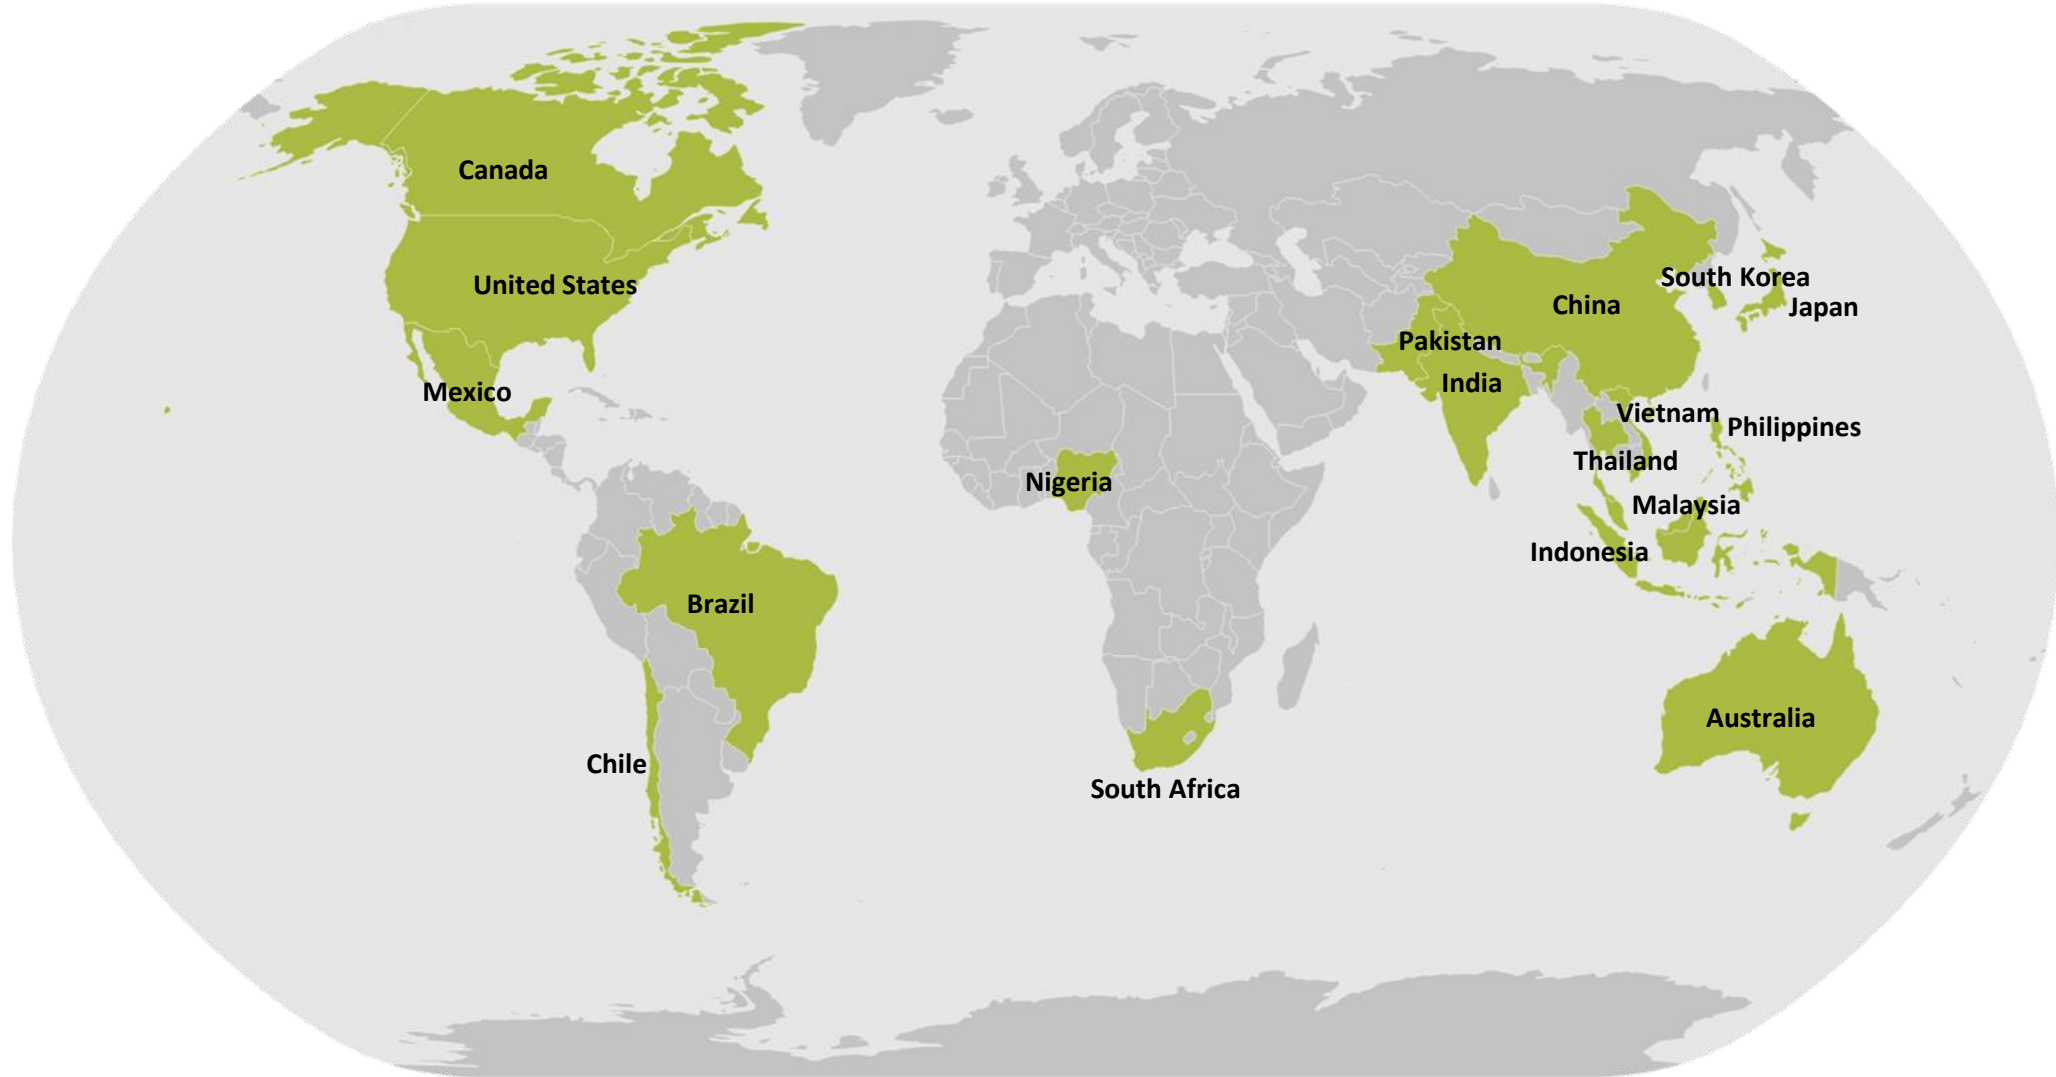 Canada
United States
Mexico
Brazil
Chile
Nigeria
South Africa
South Korea
China
Japan
Pakistan
India
Vietnam
Philippines
Thailand
Malaysia
Indonesia
Australia